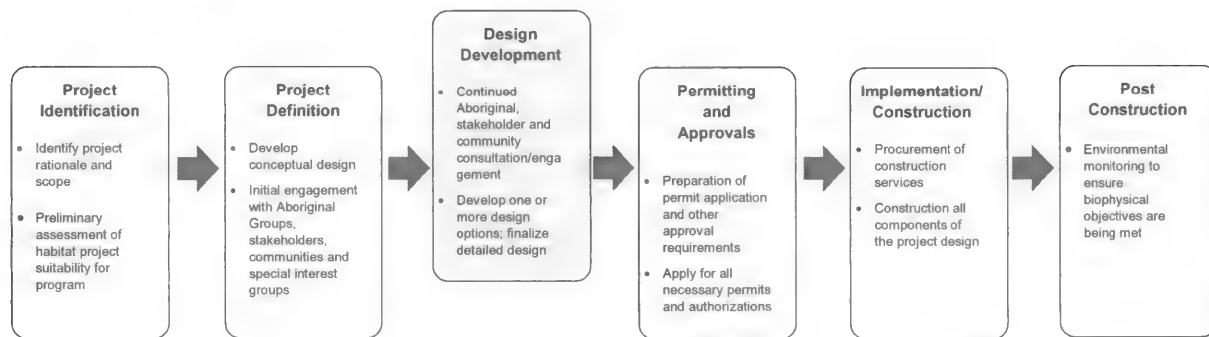 Project
Identification
• Identify project
rationale and
scope
• Preliminary
assessment of
habitat project
suitability for
program
Project
Definition
• Develop
conceptual design
• Initial engagement
with Aboriginal
Groups,
stakeholders,
communities and
special interest
groups
Design
Development
• Continued
Aboriginal,
stakeholder and
community
consultation/enga
gement
• Develop one or
more design
options; finalize
detailed design
Permitting
and
Approvals
• Preparation of
permit application
and other
approval
requirements
• Apply for all
necessary permits
and authorizations
Implementation/
Construction
• Procurement of
construction
services
• Construction all
components of
the project design
Post
Construction
• Environmental
monitoring to
ensure
biophysical
objectives are
being met